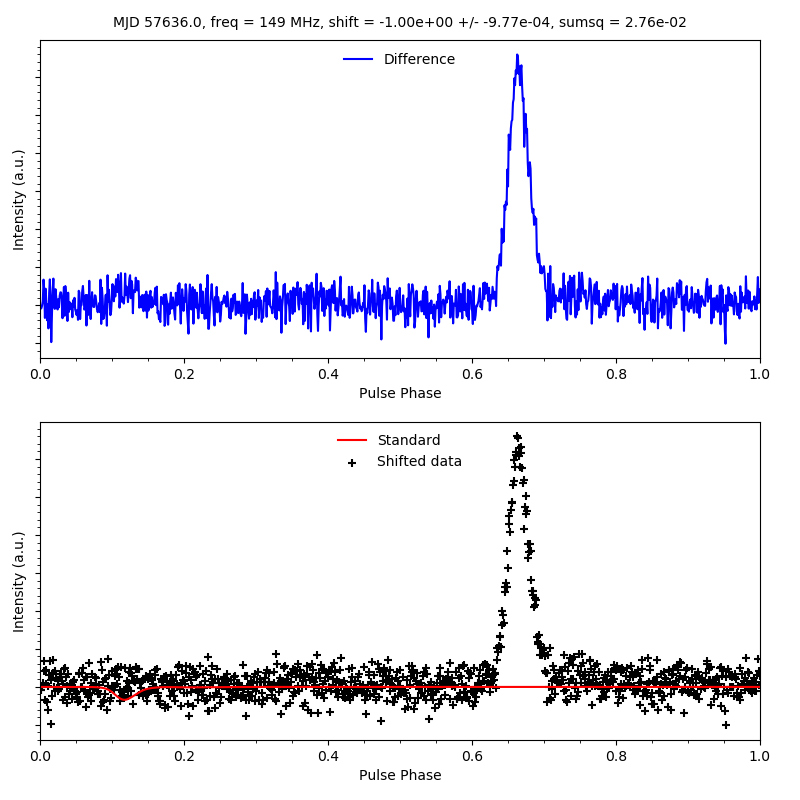 MJD 57636.0, freq = 149 MHz, shift = -1.00e+00 +/- -9.77e-04, sumsq = 2.76e-02
Difference
Intensity (a.u.)
0.0 0.2 0.4 0.6 0.8 1.0
Pulse Phase
Standard
Shifted data
Intensity (a.u.)
0.0 0.2 0.4 0.6 0.8 1.0
Pulse Phase